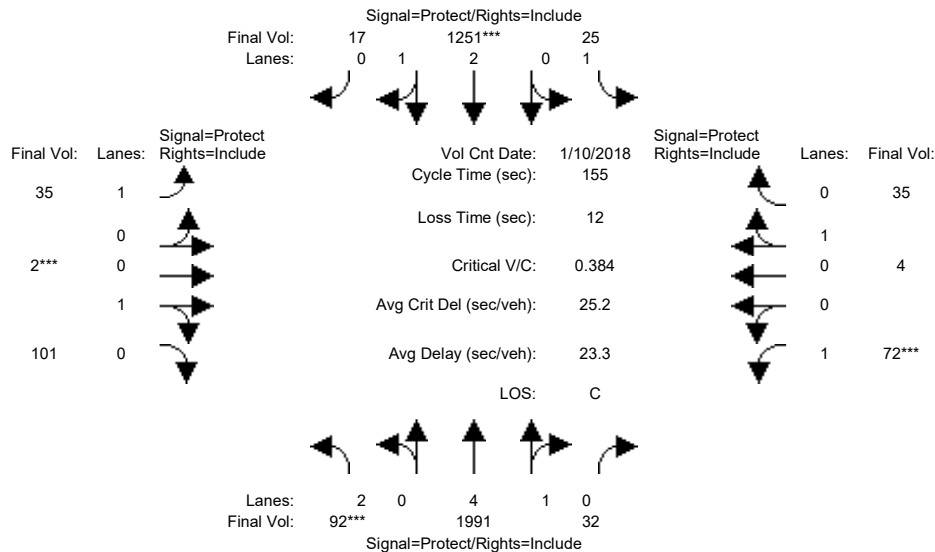 Signal=Protect/Rights=Include
Final Vol: 17 1251*** 25
Lanes: 0 1 2 0 1
Signal=Protect Signal=Protect
Final Vol: Lanes: Rights=Include Vol Cnt Date: 1/10/2018 Rights=Include Lanes: Final Vol:
Cycle Time (sec): 155
35 1 0 35
Loss Time (sec): 12
0 1
2*** 0 Critical V/C: 0.384 0 4
1 Avg Crit Del (sec/veh): 25.2 0
101 0 Avg Delay (sec/veh): 23.3 1 72***
LOS: C
Lanes: 2 0 4 1 0
Final Vol: 92*** 1991 32
Signal=Protect/Rights=Include